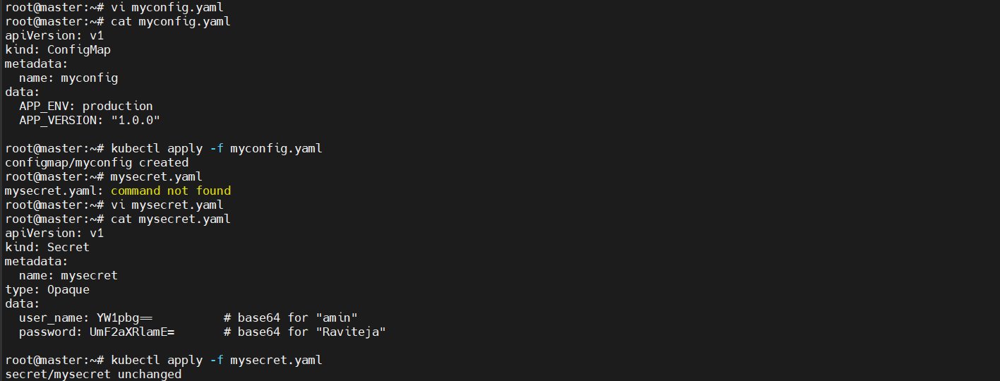 root@master:~# vi myconfig.yaml
root@master:~# cat myconfig.yaml
apiVersion: v1
kind: ConfigMap
metadata:
  name: myconfig
data:
  APP_ENV: production
  APP_VERSION: "1.0.0"
root@master:~# kubectl apply -f myconfig.yaml
configmap/myconfig created
root@master:~# mysecret.yaml
mysecret.yaml: command not found
root@master:~# vi mysecret.yaml
root@master:~# cat mysecret.yaml
apiVersion: v1
kind: Secret
metadata:
  name: mysecret
type: Opaque
data:
  user_name: YW1pbg==          # base64 for "amin"
  password: UmF2aXRlamE=       # base64 for "Raviteja"
root@master:~# kubectl apply -f mysecret.yaml
secret/mysecret unchanged